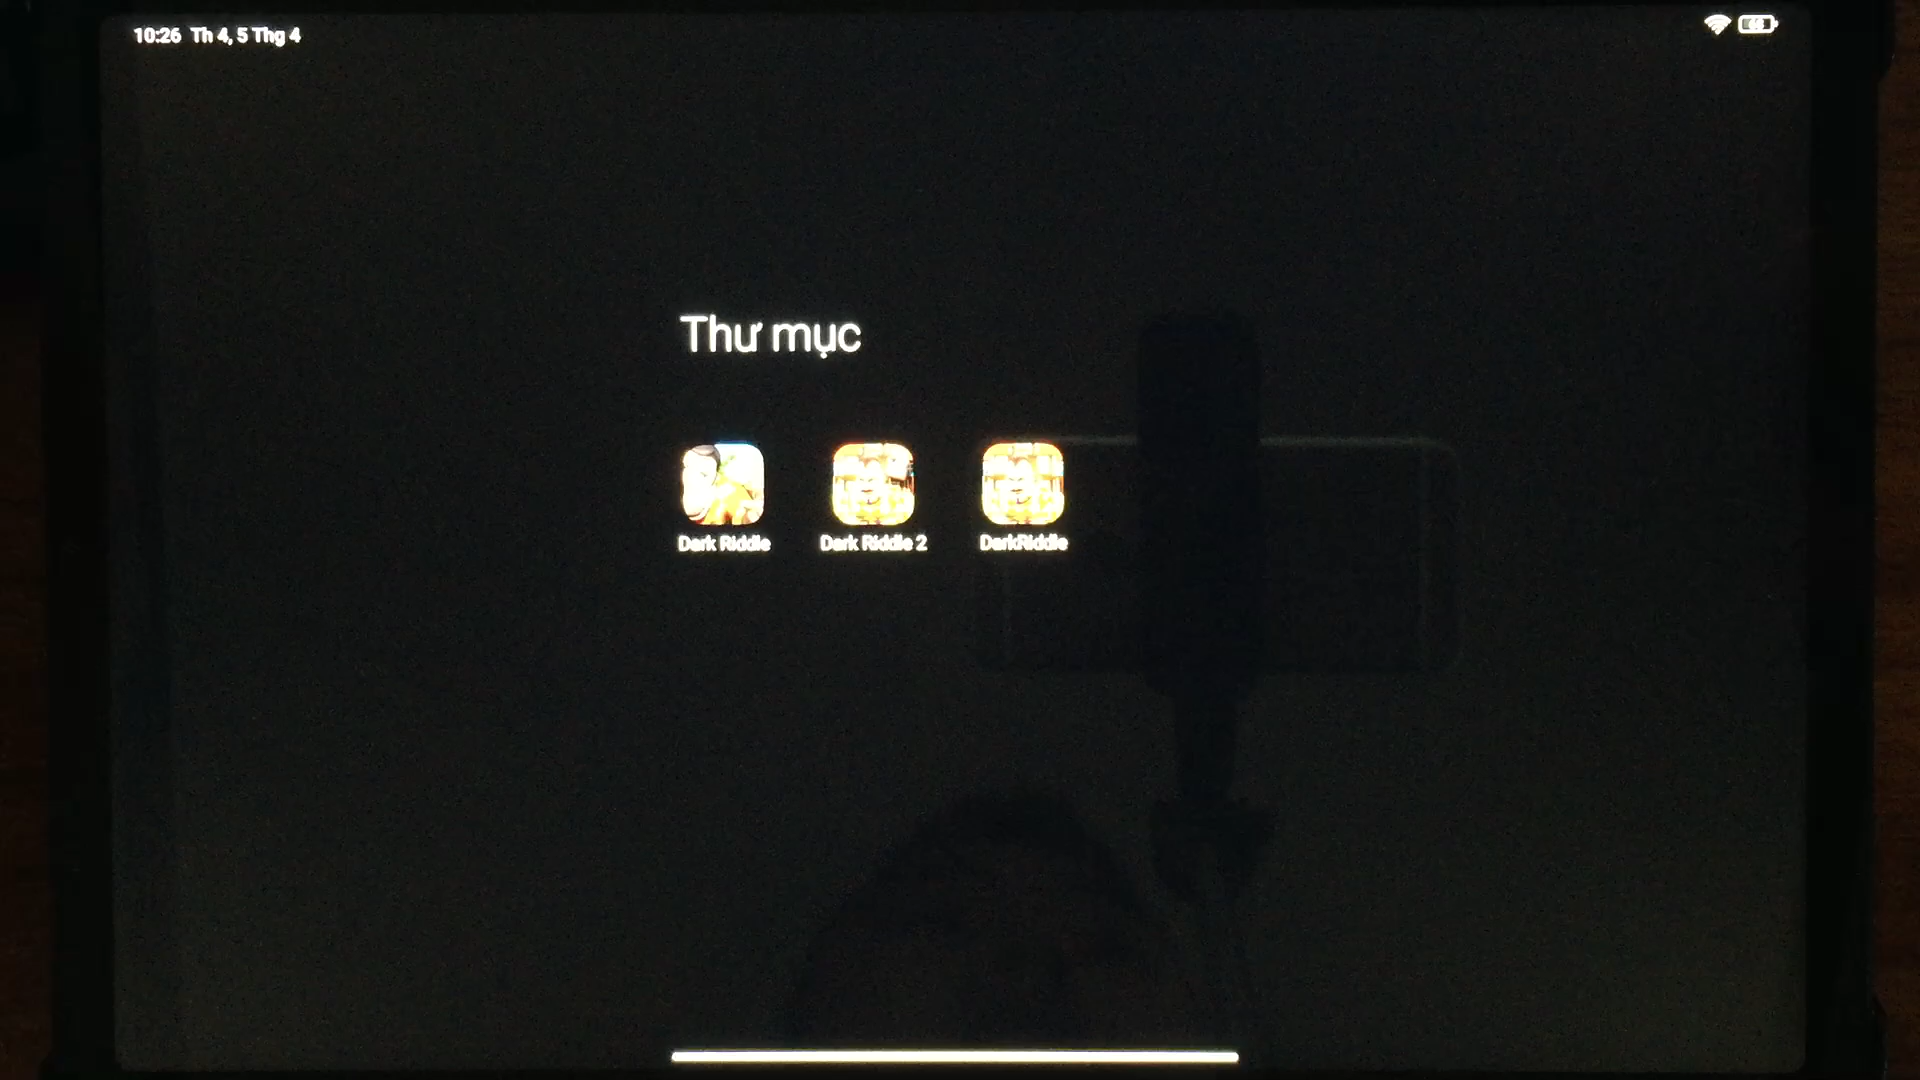 10:26 Th 4, 5 Thg 4
Thư mục
Dark Riddle
Dark Riddle 2
DarkRiddle